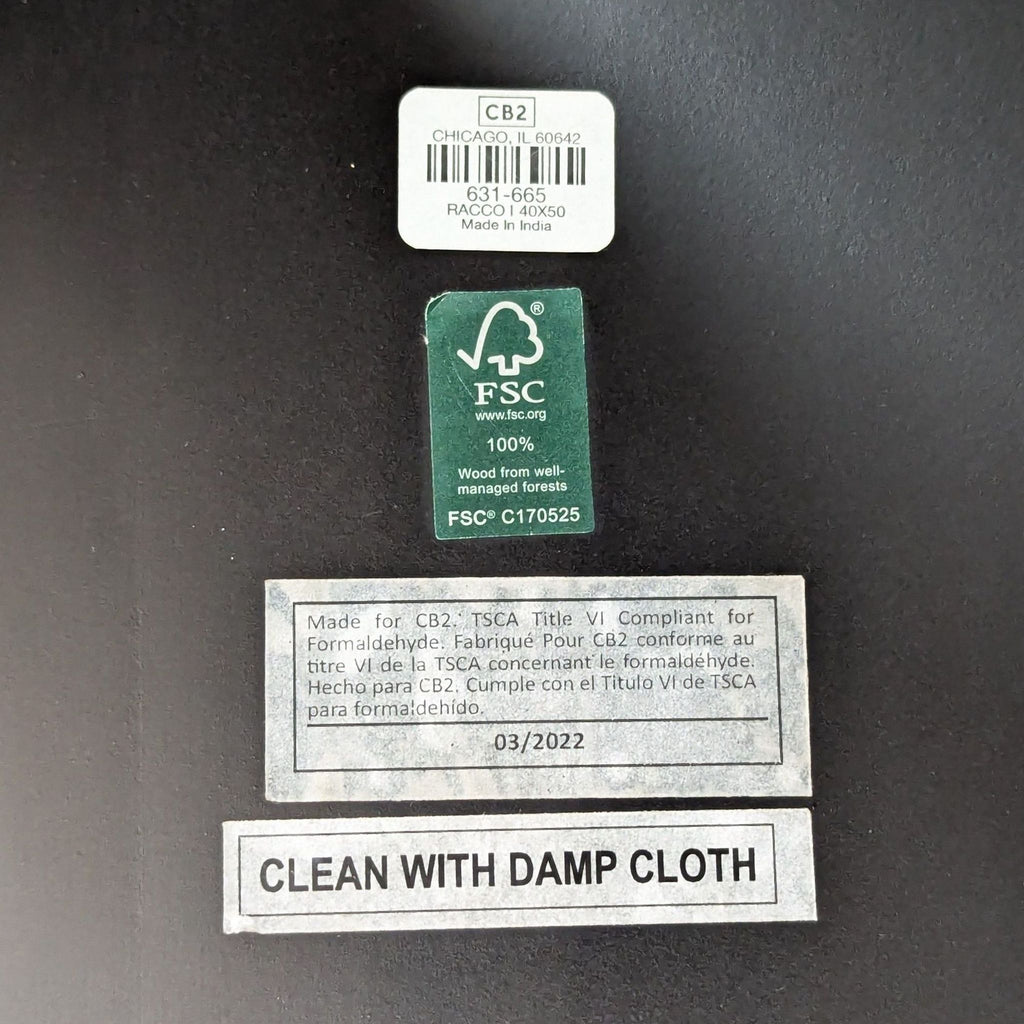 CB2
CHICAGO, IL 60642
631-665
RACCO I 40X50
Made In India
®
FSC
www.fsc.org
100%
Wood from well-
managed forests
FSC® C170525
Made for CB2. TSCA Title VI Compliant for
Formaldehyde. Fabriqué Pour CB2 conforme au
titre VI de la TSCA concernant le formaldéhyde.
Hecho para CB2. Cumple con el Titulo VI de TSCA
para formaldehído.
03/2022
CLEAN WITH DAMP CLOTH